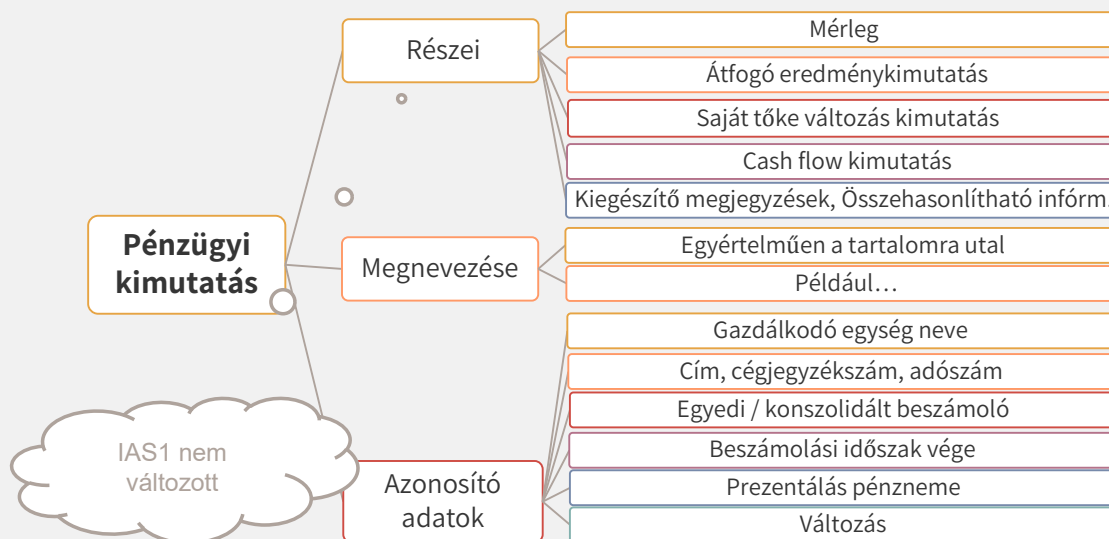 Részei
Mérleg
Átfogó eredménykimutatás
Saját tőke változás kimutatás
Cash flow kimutatás
Kiegészítő megjegyzések, Összehasonlítható infórm.
Pénzügyi
kimutatás
Megnevezése
Egyértelműen a tartalomra utal
Például…
Gazdálkodó egység neve
Cím, cégjegyzékszám, adószám
Egyedi / konszolidált beszámoló
Beszámolási időszak vége
Prezentálás pénzneme
Változás
IAS1 nem
változott
Azonosító
adatok